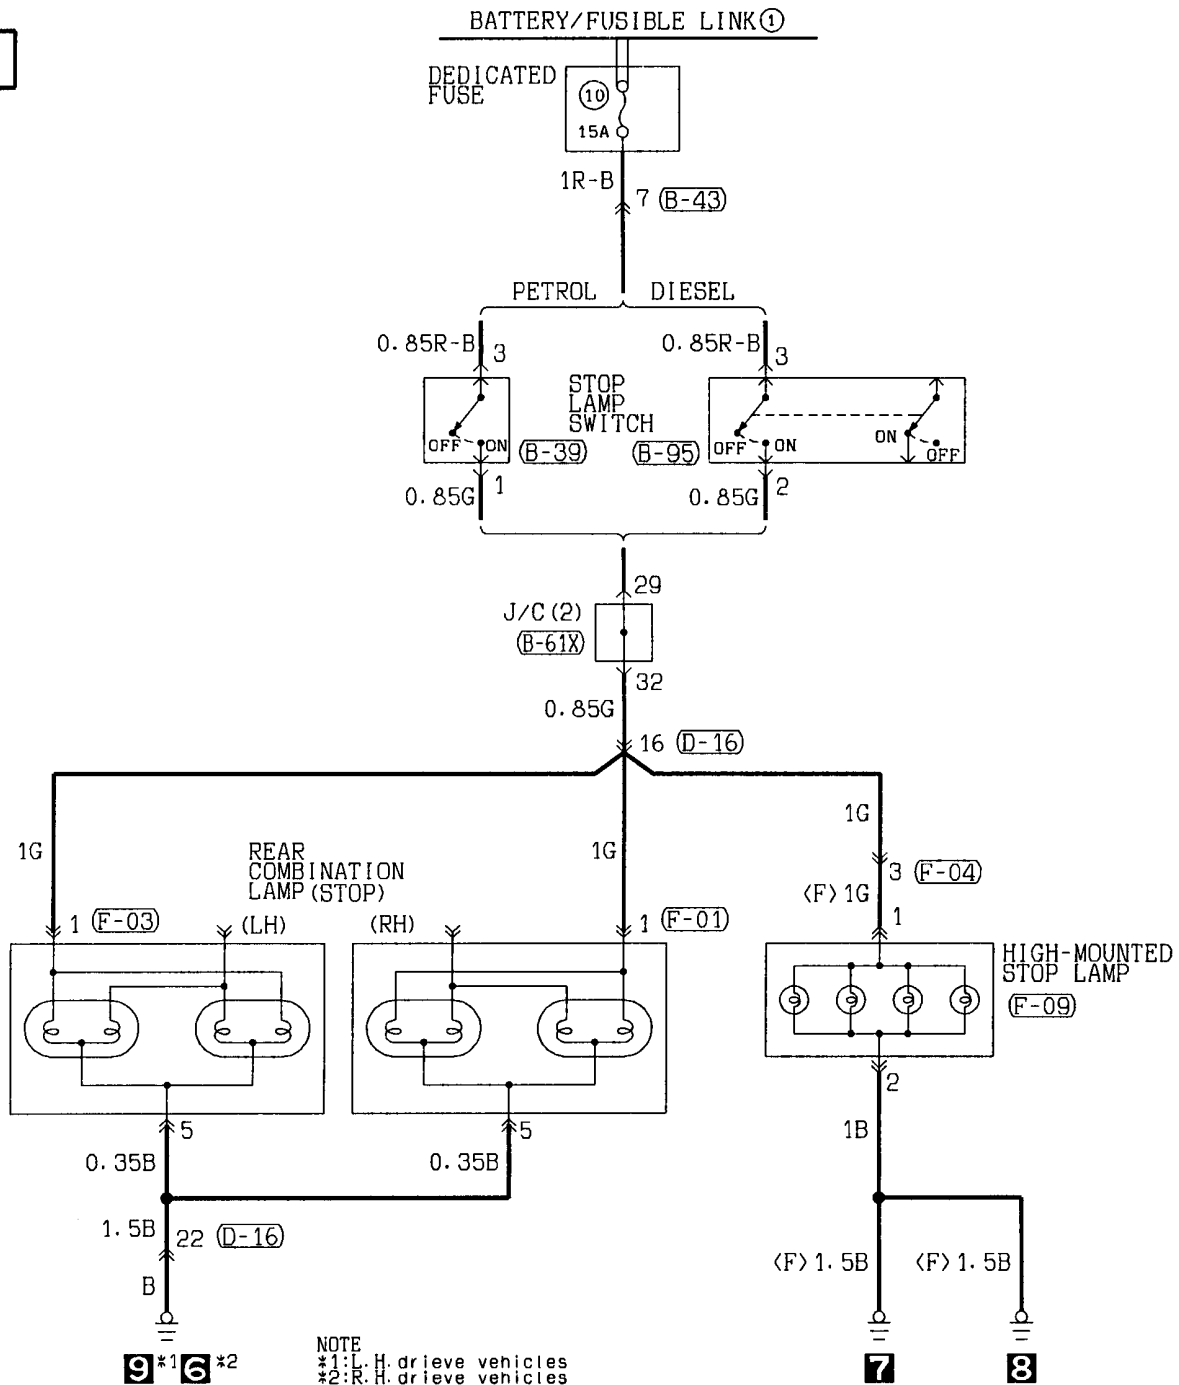 BATTERY/FUSIBLE LINK①
DEDICATED
FUSE
10
15A
1R-B
7 (B-43)
PETROL DIESEL
0.85R-B 3
0.85R-B 3
STOP
LAMP
SWITCH
OFF ON
OFF ON
ON OFF
(B-39)
(B-95)
0.85G 1
0.85G 2
29
J/C(2)
(B-61X)
32
0.85G
16 (D-16)
1G
1G
1G
REAR
COMBINATION
LAMP(STOP)
3 (F-04)
〈F〉1G
1
1 (F-03)
(LH)
(RH)
1 (F-01)
HIGH-MOUNTED
STOP LAMP
(F-09)
5
5
2
0.35B
0.35B
1B
1.5B
22 (D-16)
B
〈F〉1.5B
〈F〉1.5B
9*1 6*2
7
8
NOTE
*1:L.H.drieve vehicles
*2:R.H.drieve vehicles